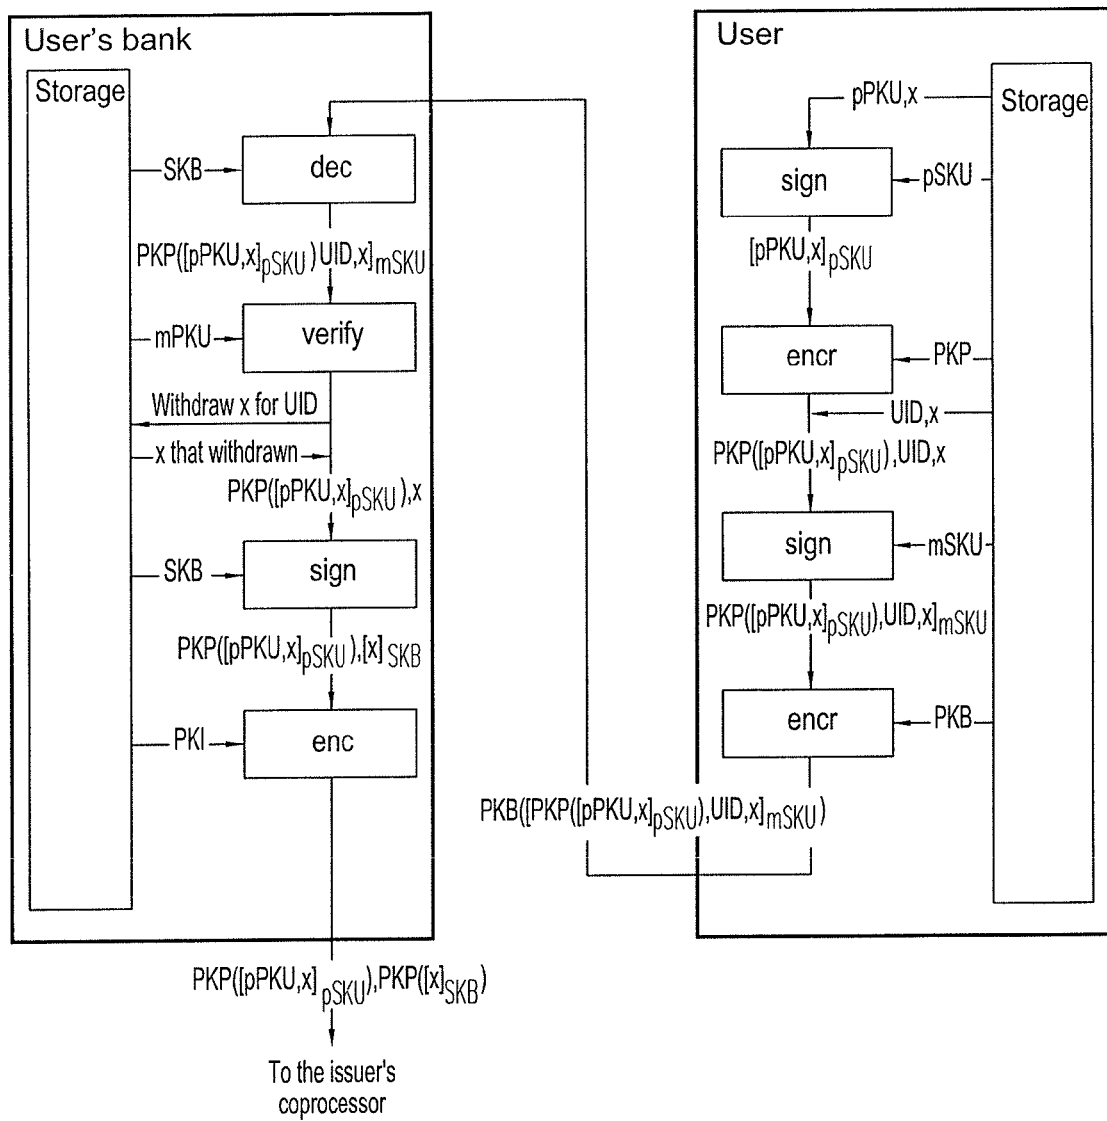 User's bank
Storage
dec
SKB
PKP([pPKU,x]pSKU)UID,x]mSKU
mPKU
verify
Withdraw x for UID
x that withdrawn
PKP([pPKU,x]pSKU),x
SKB
sign
PKP([pPKU,x]pSKU),[x]SKB
PKI
enc
PKP([pPKU,x]pSKU),PKP([x]SKB)
To the issuer's
coprocessor
User
Storage
pPKU,x
sign
pSKU
[pPKU,x]pSKU
encr
PKP
UID,x
PKP([pPKU,x]pSKU),UID,x
sign
mSKU
PKP([pPKU,x]pSKU),UID,x]mSKU
encr
PKB
PKB([PKP([pPKU,x]pSKU),UID,x]mSKU)